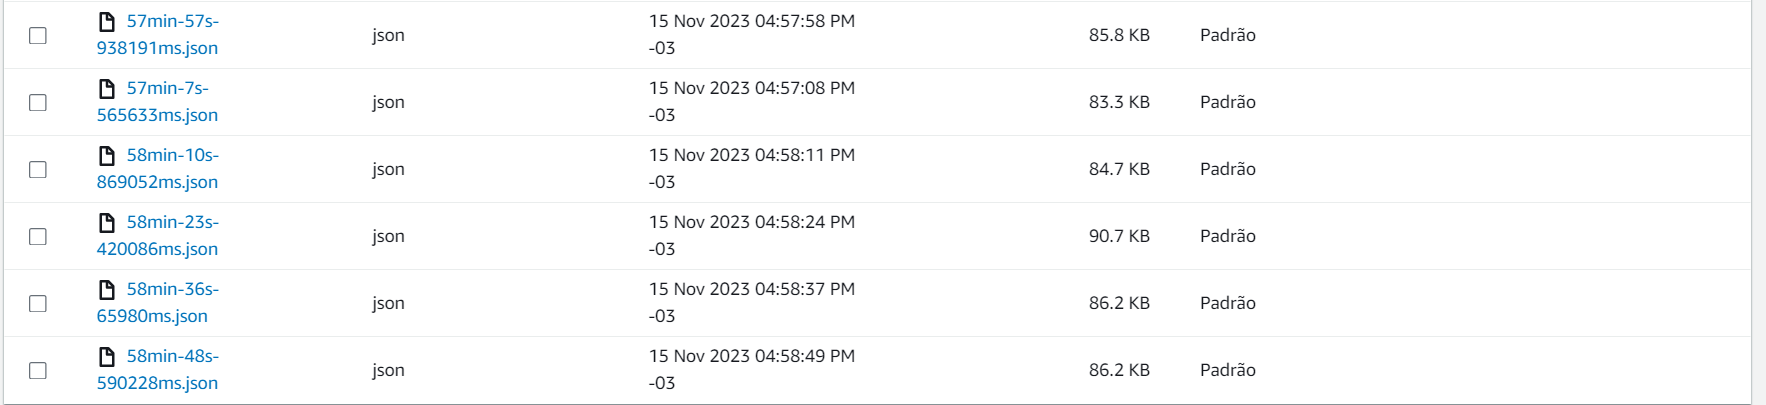 57min-57s-
938191ms.json
json
15 Nov 2023 04:57:58 PM
-03
85.8 KB
Padrão
57min-7s-
565633ms.json
json
15 Nov 2023 04:57:08 PM
-03
83.3 KB
Padrão
58min-10s-
869052ms.json
json
15 Nov 2023 04:58:11 PM
-03
84.7 KB
Padrão
58min-23s-
420086ms.json
json
15 Nov 2023 04:58:24 PM
-03
90.7 KB
Padrão
58min-36s-
65980ms.json
json
15 Nov 2023 04:58:37 PM
-03
86.2 KB
Padrão
58min-48s-
590228ms.json
json
15 Nov 2023 04:58:49 PM
-03
86.2 KB
Padrão